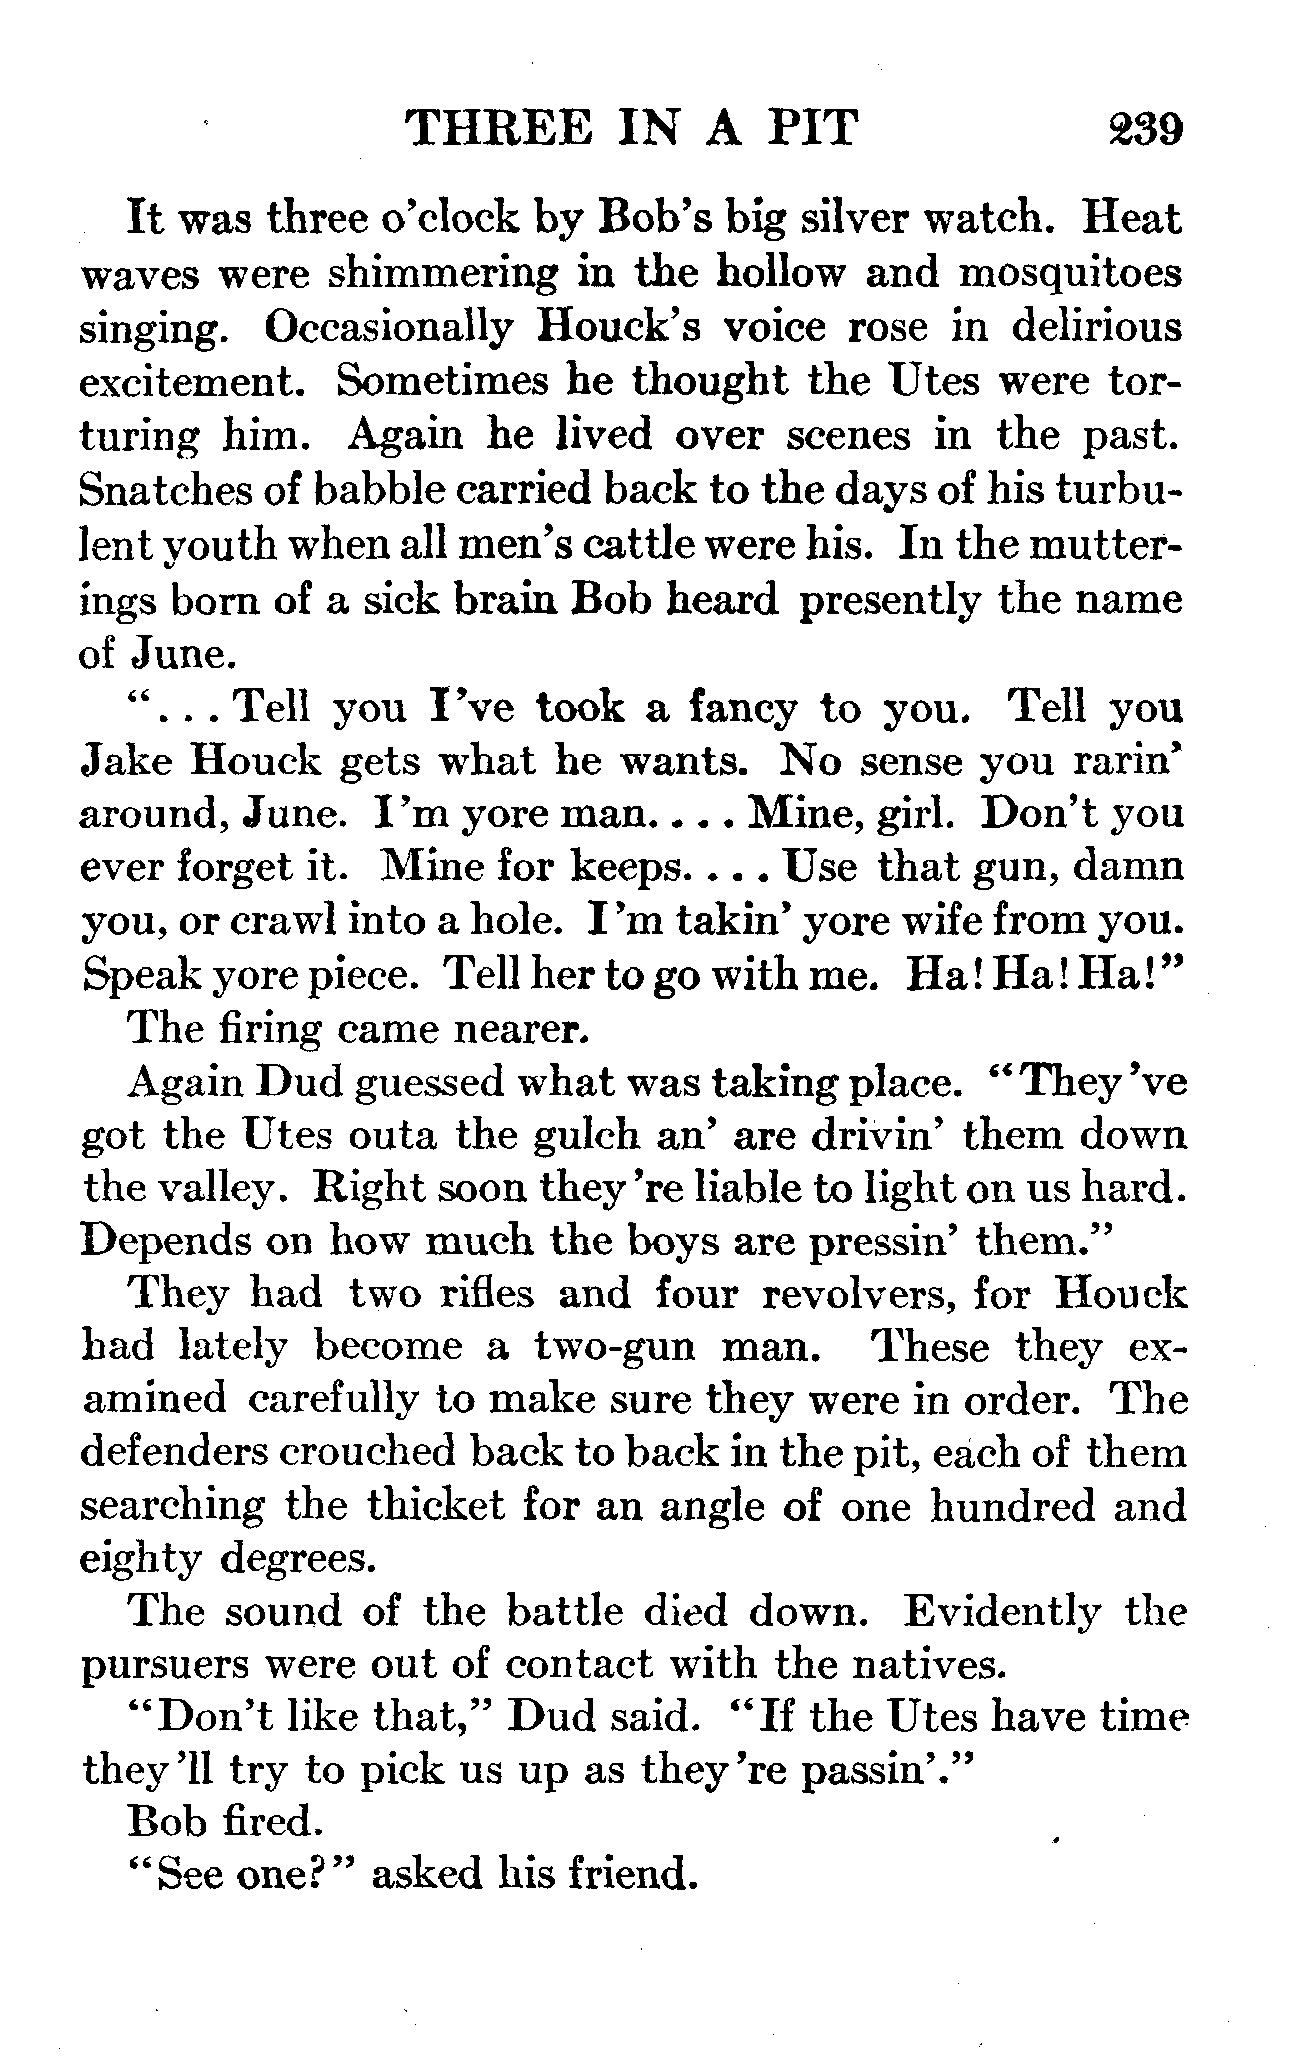 THREE IN A PIT 239
It was three o'clock by Bob's big silver watch. Heat
waves were shimmering in the hollow and mosquitoes
singing. Occasionally Houck's voice rose in delirious
excitement. Sometimes he thought the Utes were tor-
turing him. Again he lived over scenes in the past.
Snatches of babble carried back to the days of his turbu-
lent youth when all men's cattle were his. In the mutter-
ings born of a sick brain Bob heard presently the name
of June.
"... Tell you I've took a fancy to you. Tell you
Jake Houck gets what he wants. No sense you rarin'
around, June. I'm yore man.... Mine, girl. Don't you
ever forget it. Mine for keeps.... Use that gun, damn
you, or crawl into a hole. I'm takin' yore wife from you.
Speak yore piece. Tell her to go with me. Ha! Ha! Ha!"
The firing came nearer.
Again Dud guessed what was taking place. "They've
got the Utes outa the gulch an' are drivin' them down
the valley. Right soon they're liable to light on us hard.
Depends on how much the boys are pressin' them."
They had two rifles and four revolvers, for Houck
had lately become a two-gun man. These they ex-
amined carefully to make sure they were in order. The
defenders crouched back to back in the pit, each of them
searching the thicket for an angle of one hundred and
eighty degrees.
The sound of the battle died down. Evidently the
pursuers were out of contact with the natives.
"Don't like that," Dud said. "If the Utes have time
they'll try to pick us up as they're passin'."
Bob fired.
"See one?" asked his friend.